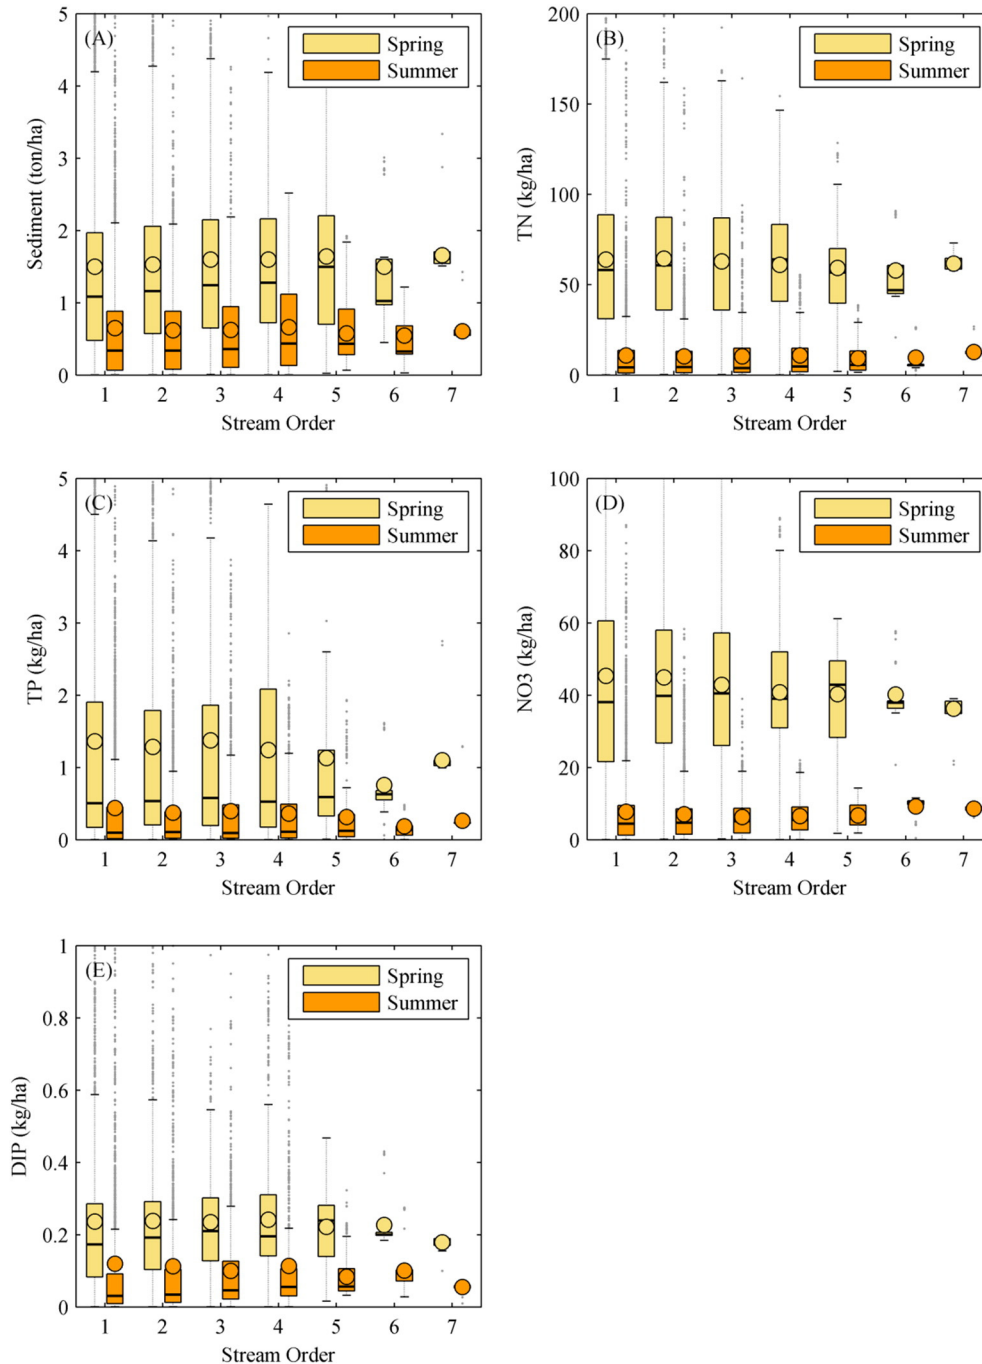 (A)
Spring
Summer
Sediment (ton/ha)
5
4
3
2
1
0
1 2 3 4 5 6 7
Stream Order
(B)
Spring
Summer
TN (kg/ha)
200
150
100
50
0
1 2 3 4 5 6 7
Stream Order
(C)
Spring
Summer
TP (kg/ha)
5
4
3
2
1
0
1 2 3 4 5 6 7
Stream Order
(D)
Spring
Summer
NO3 (kg/ha)
100
80
60
40
20
0
1 2 3 4 5 6 7
Stream Order
(E)
Spring
Summer
DIP (kg/ha)
1
0.8
0.6
0.4
0.2
0
1 2 3 4 5 6 7
Stream Order